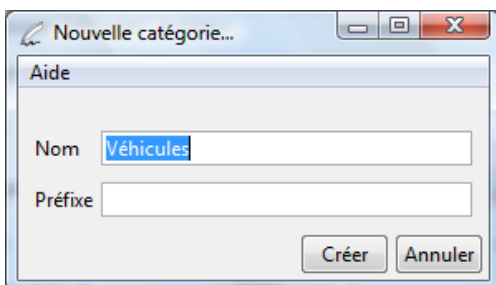 Nouvelle catégorie...
Aide
Nom Véhicules
Préfixe
Créer Annuler